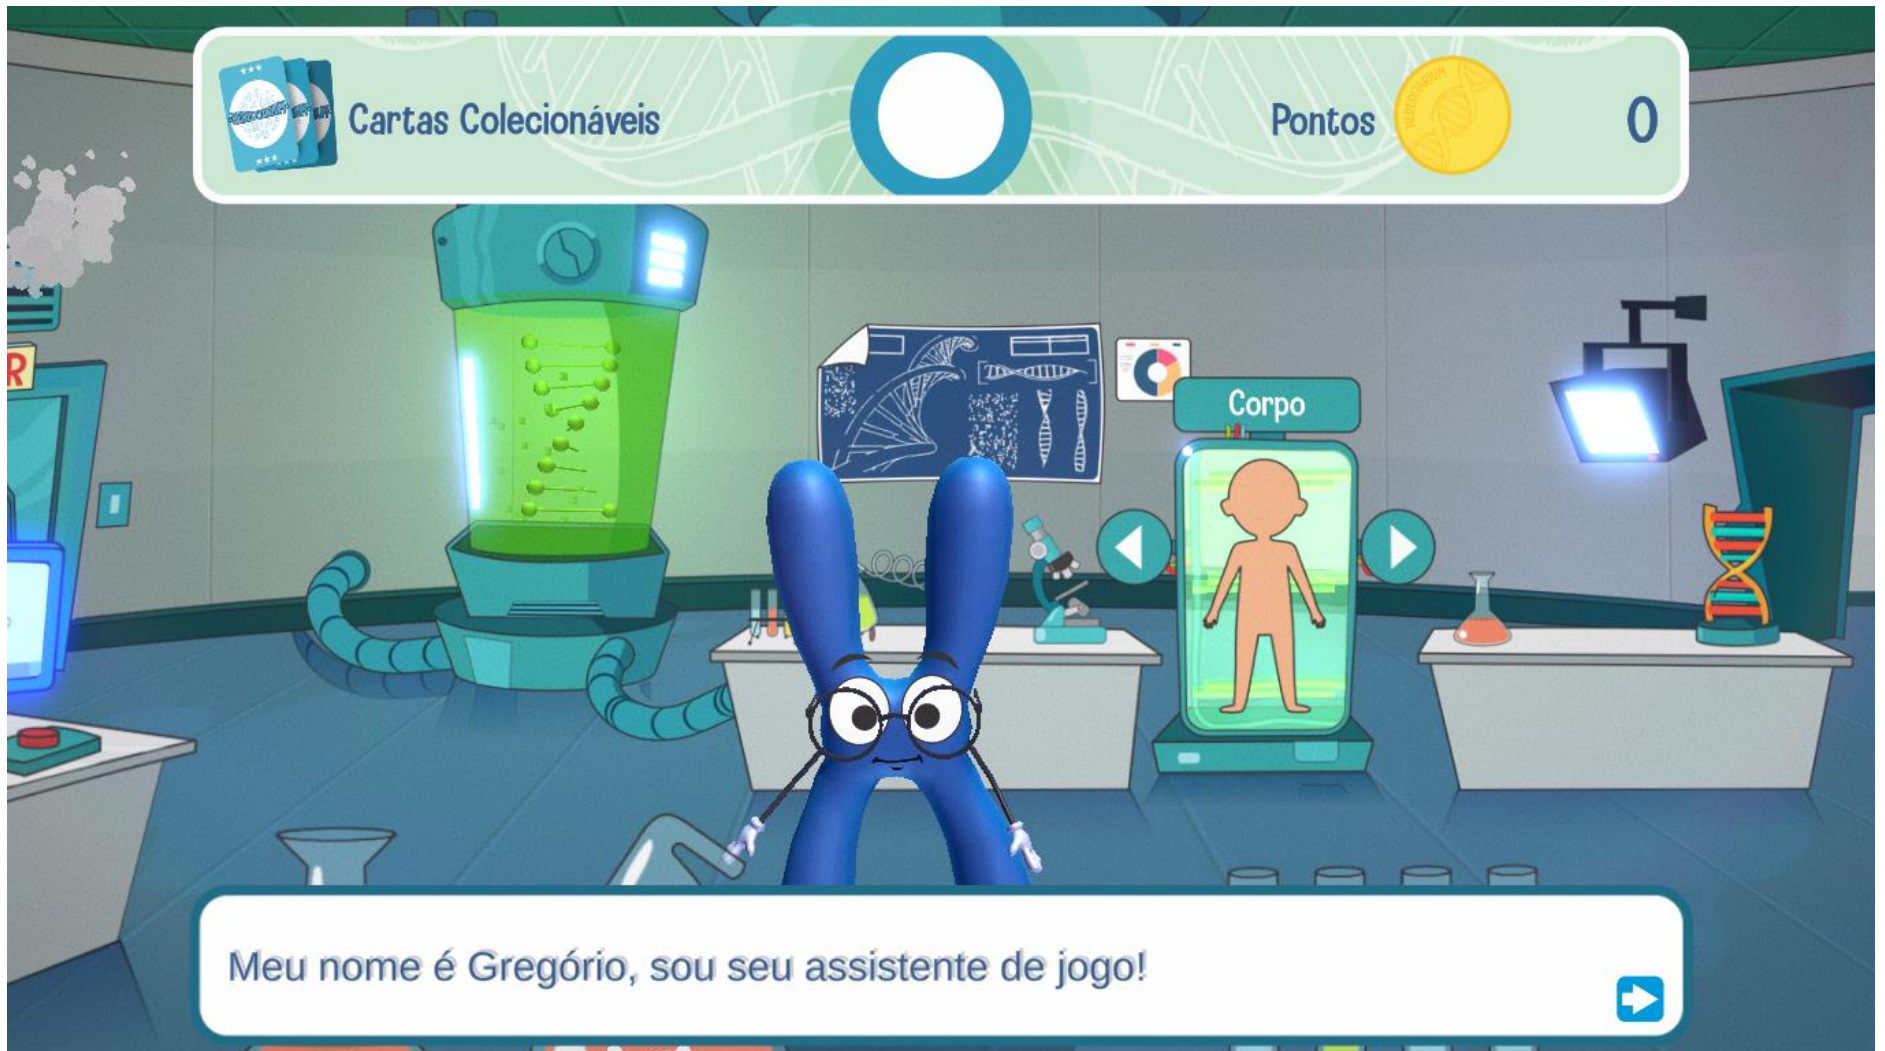 Cartas Colecionáveis
Pontos
0
R
Corpo
Meu nome é Gregório, sou seu assistente de jogo!